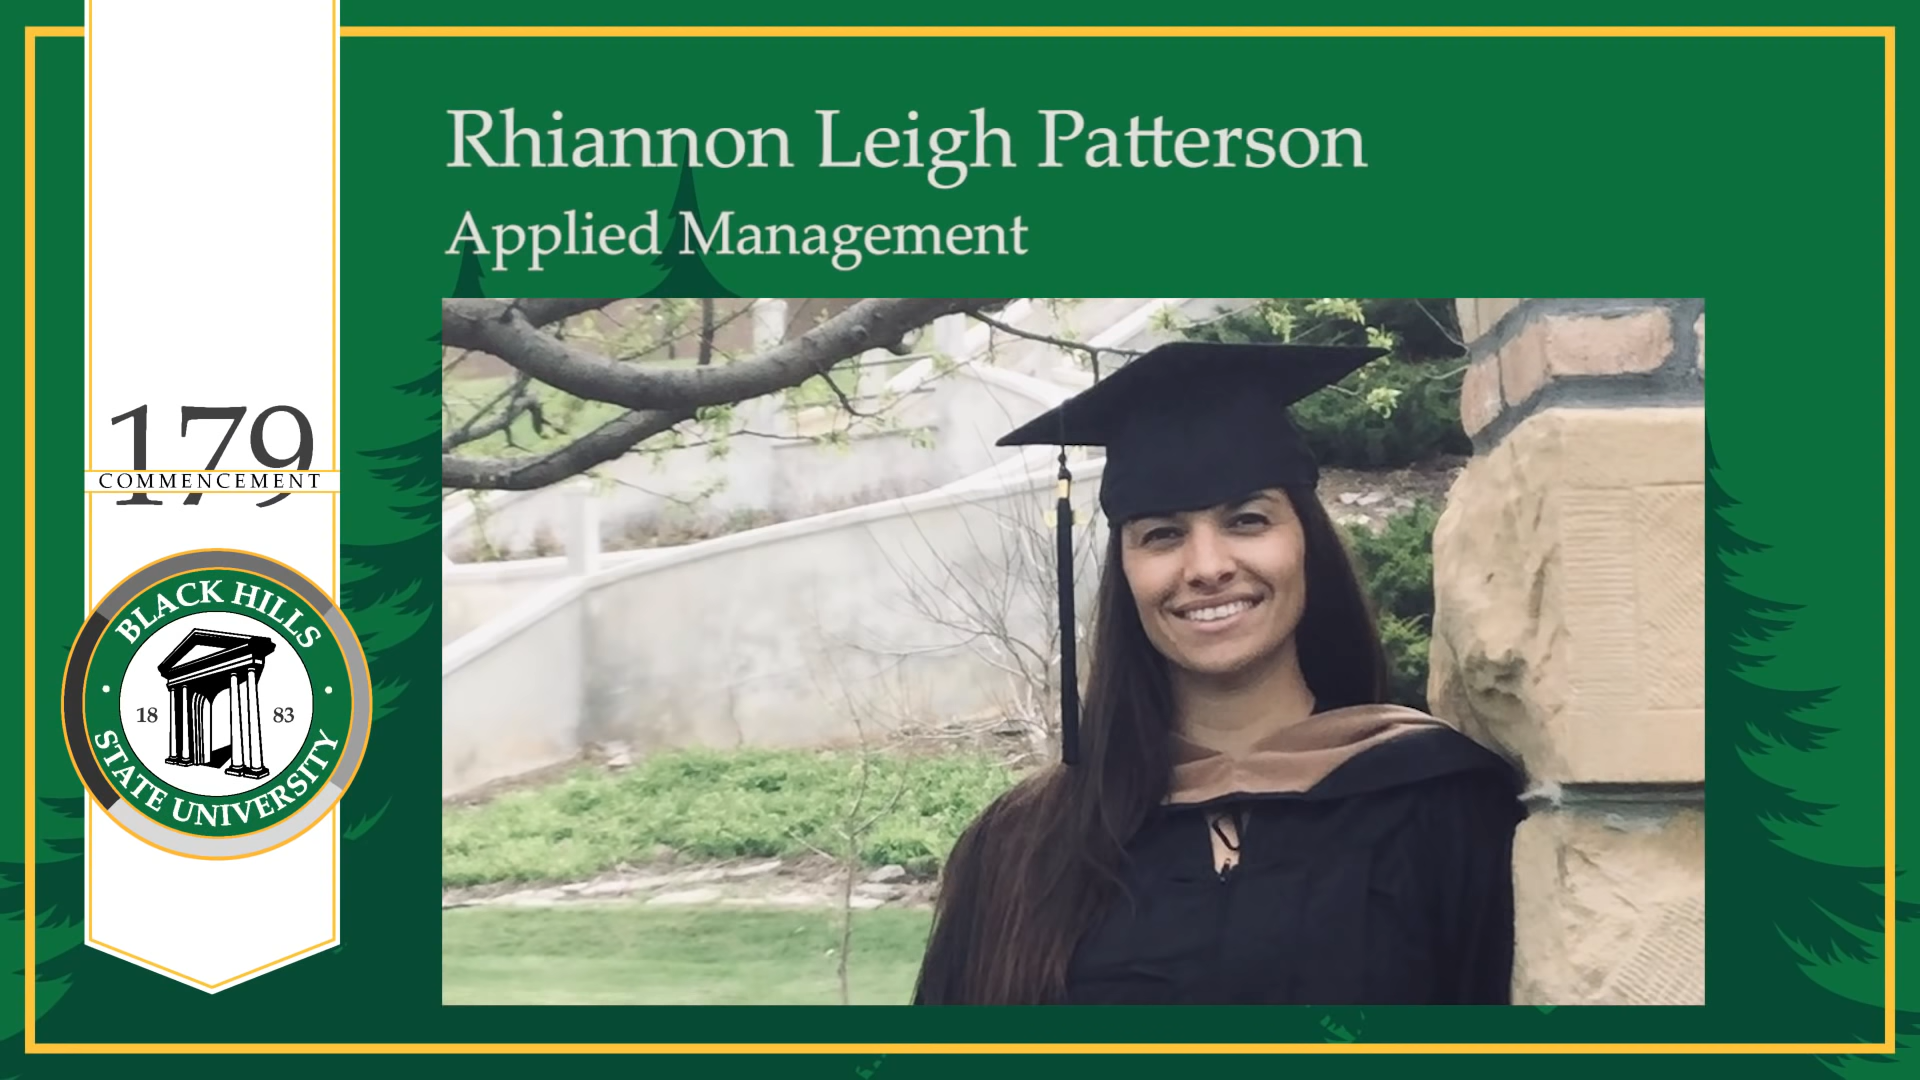 Rhiannon Leigh Patterson
Applied Management
179
COMMENCEMENT
BLACK HILLS
18 83
STATE UNIVERSITY